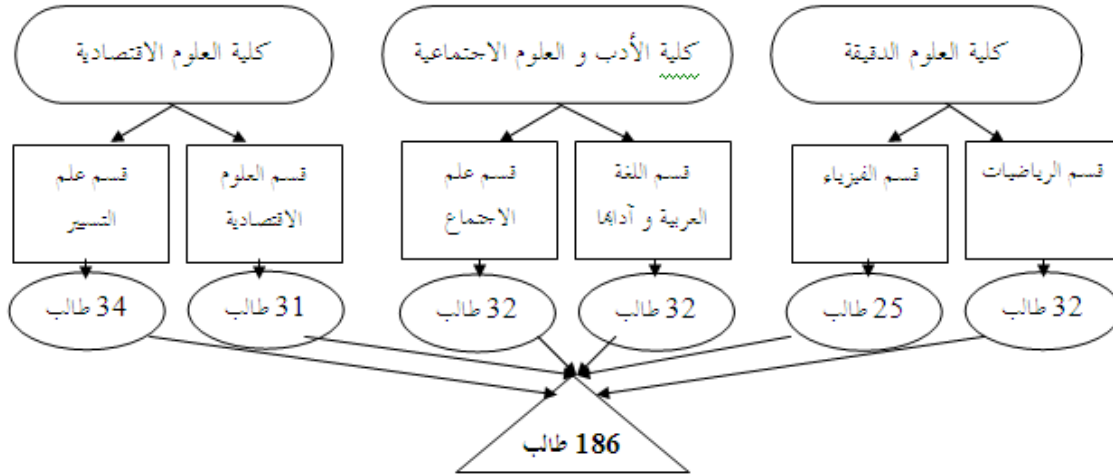 كلية العلوم الدقيقة
كلية الأدب و العلوم الاجتماعية
كلية العلوم الاقتصادية
قسم الرياضيات
قسم الفيزياء
قسم اللغة
العربية و آدابها
قسم علم
الاجتماع
قسم العلوم
الاقتصادية
قسم علم
التسيير
32 طالب
25 طالب
32 طالب
32 طالب
31 طالب
34 طالب
186 طالب